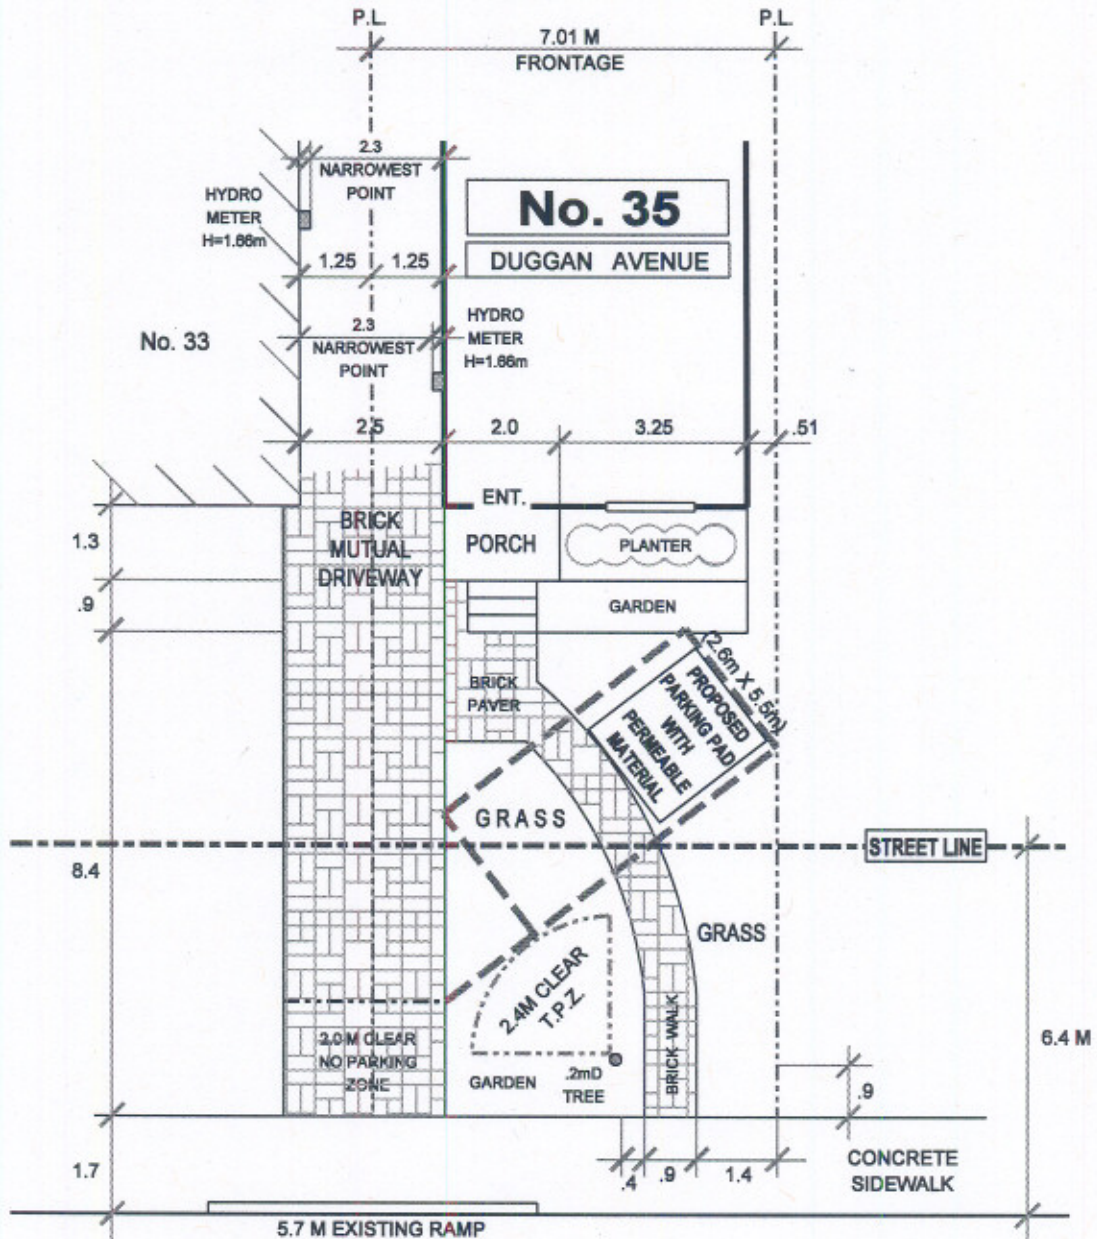 P.L.
P.L.
7.01 M
FRONTAGE
2.3
NARROWEST
POINT
HYDRO
METER
H=1.66m
No. 35
DUGGAN AVENUE
1.25
1.25
HYDRO
METER
H=1.66m
No. 33
2.3
NARROWEST
POINT
2.5
2.0
3.25
.51
ENT.
1.3
BRICK
MUTUAL
DRIVEWAY
PORCH
PLANTER
.9
GARDEN
(2.6m X 5.5m)
PROPOSED
PARKING PAD
WITH
PERMEABLE
MATERIAL
BRICK
PAVER
GRASS
STREET LINE
8.4
GRASS
2.4M CLEAR
T.P.Z.
BRICK WALK
2.0 M CLEAR
NO PARKING
ZONE
GARDEN
.2mD
TREE
6.4 M
.9
1.7
.4
.9
1.4
CONCRETE
SIDEWALK
5.7 M EXISTING RAMP